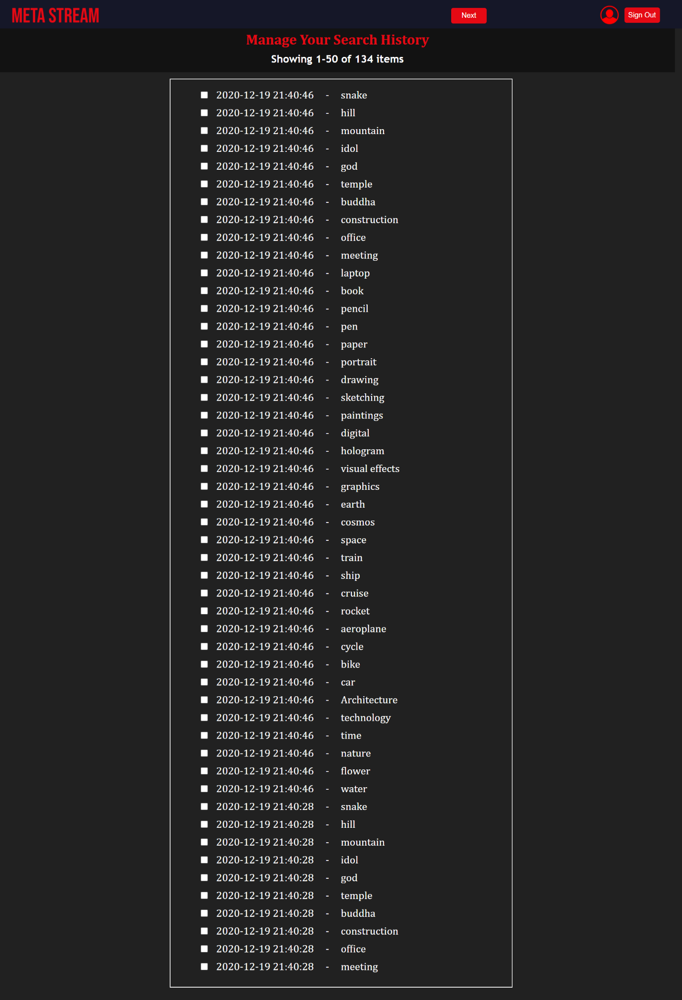 META STREAM
Next
Sign Out
Manage Your Search History
Showing 1-50 of 134 items
2020-12-19 21:40:46 - snake
2020-12-19 21:40:46 - hill
2020-12-19 21:40:46 - mountain
2020-12-19 21:40:46 - idol
2020-12-19 21:40:46 - god
2020-12-19 21:40:46 - temple
2020-12-19 21:40:46 - buddha
2020-12-19 21:40:46 - construction
2020-12-19 21:40:46 - office
2020-12-19 21:40:46 - meeting
2020-12-19 21:40:46 - laptop
2020-12-19 21:40:46 - book
2020-12-19 21:40:46 - pencil
2020-12-19 21:40:46 - pen
2020-12-19 21:40:46 - paper
2020-12-19 21:40:46 - portrait
2020-12-19 21:40:46 - drawing
2020-12-19 21:40:46 - sketching
2020-12-19 21:40:46 - paintings
2020-12-19 21:40:46 - digital
2020-12-19 21:40:46 - hologram
2020-12-19 21:40:46 - visual effects
2020-12-19 21:40:46 - graphics
2020-12-19 21:40:46 - earth
2020-12-19 21:40:46 - cosmos
2020-12-19 21:40:46 - space
2020-12-19 21:40:46 - train
2020-12-19 21:40:46 - ship
2020-12-19 21:40:46 - cruise
2020-12-19 21:40:46 - rocket
2020-12-19 21:40:46 - aeroplane
2020-12-19 21:40:46 - cycle
2020-12-19 21:40:46 - bike
2020-12-19 21:40:46 - car
2020-12-19 21:40:46 - Architecture
2020-12-19 21:40:46 - technology
2020-12-19 21:40:46 - time
2020-12-19 21:40:46 - nature
2020-12-19 21:40:46 - flower
2020-12-19 21:40:46 - water
2020-12-19 21:40:28 - snake
2020-12-19 21:40:28 - hill
2020-12-19 21:40:28 - mountain
2020-12-19 21:40:28 - idol
2020-12-19 21:40:28 - god
2020-12-19 21:40:28 - temple
2020-12-19 21:40:28 - buddha
2020-12-19 21:40:28 - construction
2020-12-19 21:40:28 - office
2020-12-19 21:40:28 - meeting